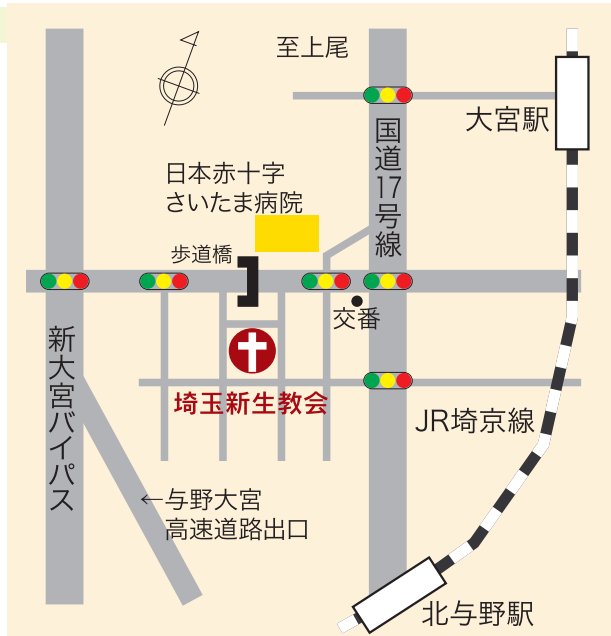 至上尾
大宮駅
国道17号線
日本赤十字
さいたま病院
歩道橋
交番
新大宮バイパス
埼玉新生教会
JR埼京線
←与野大宮
高速道路出口
北与野駅